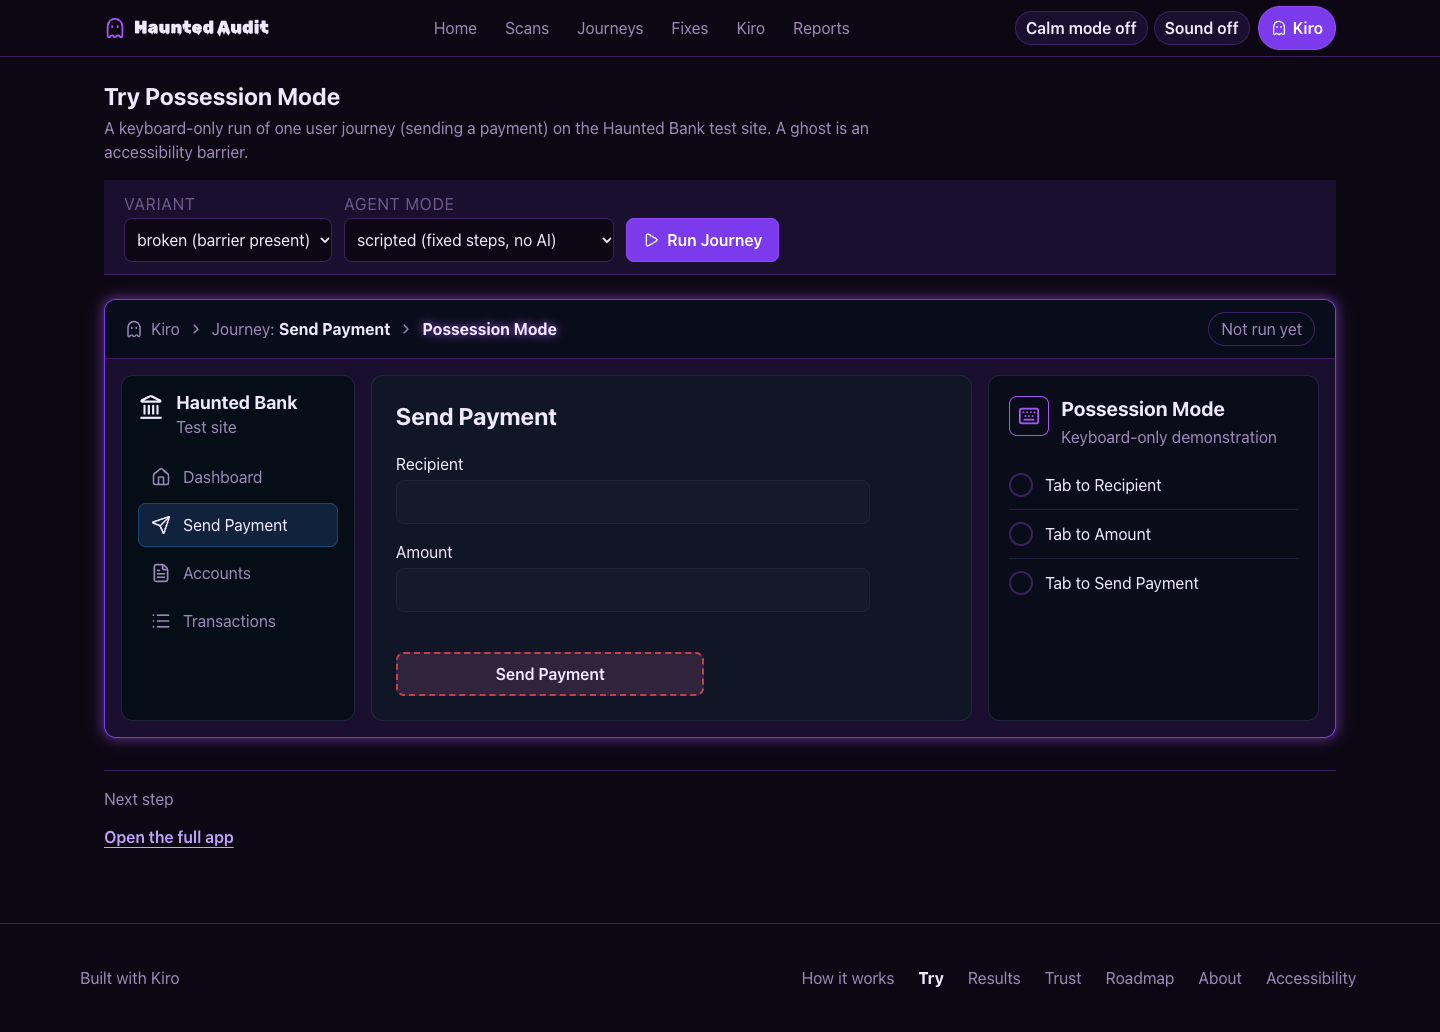 Haunted Audit
Home Scans Journeys Fixes Kiro Reports
Calm mode off Sound off Kiro
Try Possession Mode
A keyboard-only run of one user journey (sending a payment) on the Haunted Bank test site. A ghost is an
accessibility barrier.
VARIANT AGENT MODE
broken (barrier present) scripted (fixed steps, no AI) Run Journey
Kiro Journey: Send Payment Possession Mode Not run yet
Haunted Bank
Test site
Dashboard
Send Payment
Accounts
Transactions
Send Payment
Recipient
Amount
Send Payment
Possession Mode
Keyboard-only demonstration
Tab to Recipient
Tab to Amount
Tab to Send Payment
Next step
Open the full app
Built with Kiro How it works Try Results Trust Roadmap About Accessibility